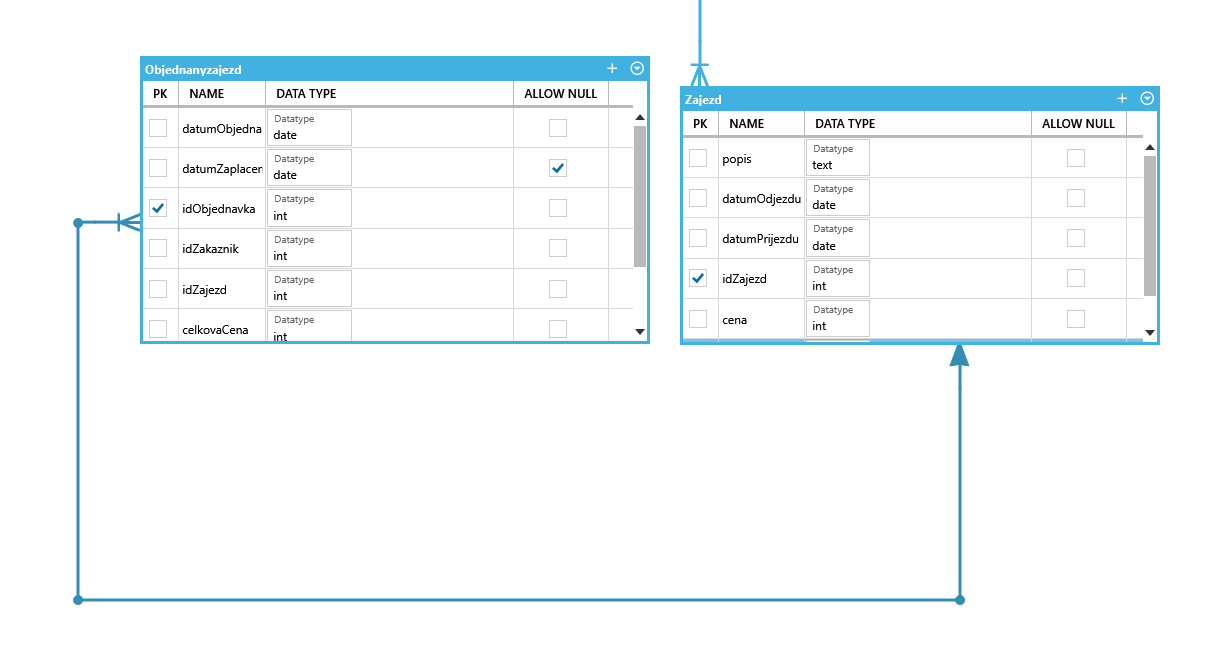 Objednanyzajezd
PK NAME DATA TYPE ALLOW NULL
datumObjedna Datatype date
datumZaplacen Datatype date
idObjednavka Datatype int
idZakaznik Datatype int
idZajezd Datatype int
celkovaCena Datatype int
Zajezd
PK NAME DATA TYPE ALLOW NULL
popis Datatype text
datumOdjezdu Datatype date
datumPrijezdu Datatype date
idZajezd Datatype int
cena Datatype int